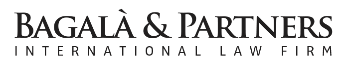 BAGALÀ & PARTNERS
INTERNATIONAL LAW FIRM